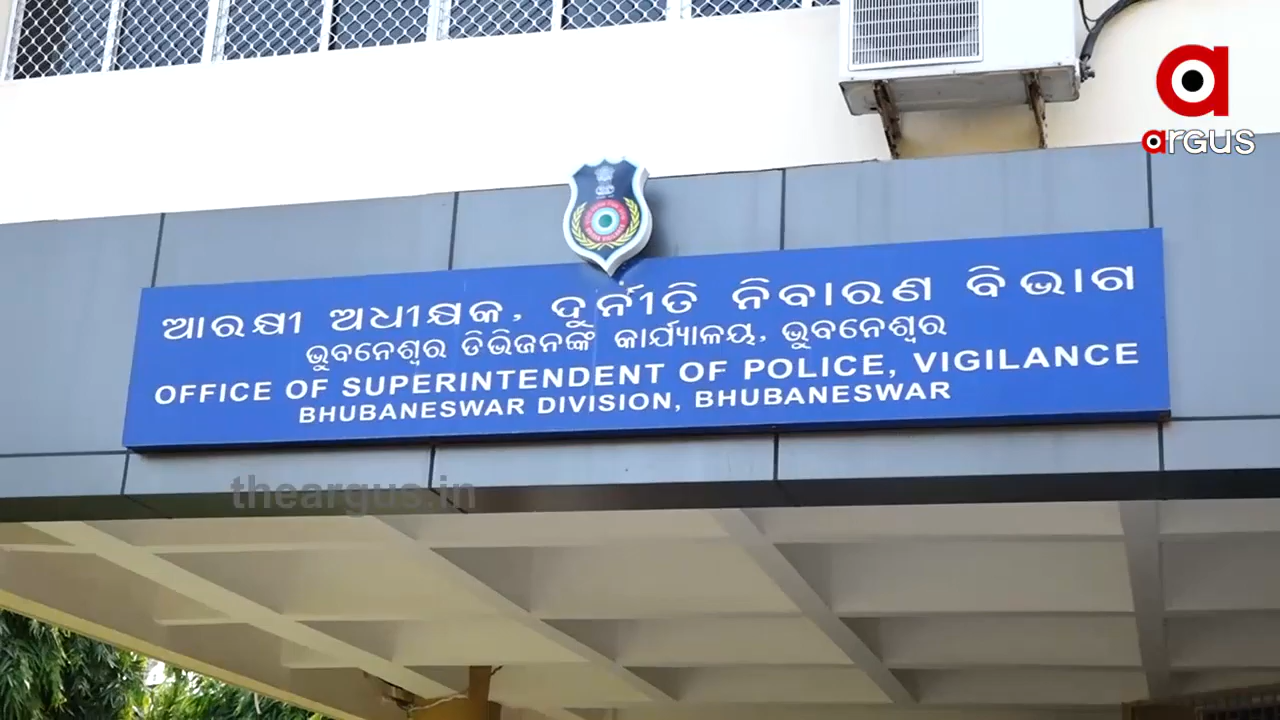 argus
ଆରକ୍ଷୀ ଅଧୀକ୍ଷକ, ଦୁର୍ନୀତି ନିବାରଣ ବିଭାଗ
ଭୁବନେଶ୍ୱର ଡିଭିଜନଙ୍କ କାର୍ଯ୍ୟାଳୟ, ଭୁବନେଶ୍ୱର
OFFICE OF SUPERINTENDENT OF POLICE, VIGILANCE
BHUBANESWAR DIVISION, BHUBANESWAR
theargus.in